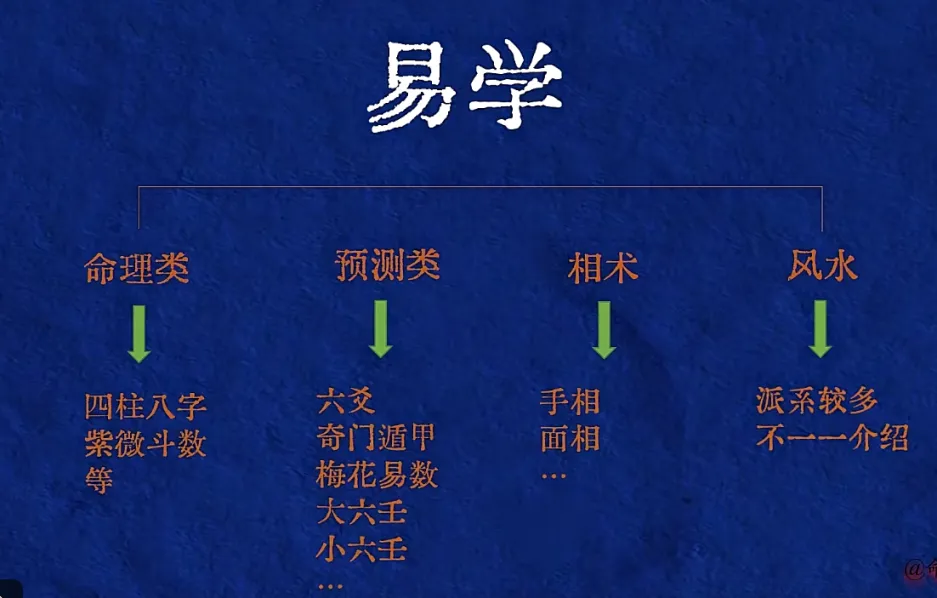 易学
命理类
预测类
相术
风水
四柱八字
紫微斗数
等
六爻
奇门遁甲
梅花易数
大六壬
小六壬
…
手相
面相
…
派系较多
不一一介绍
@命